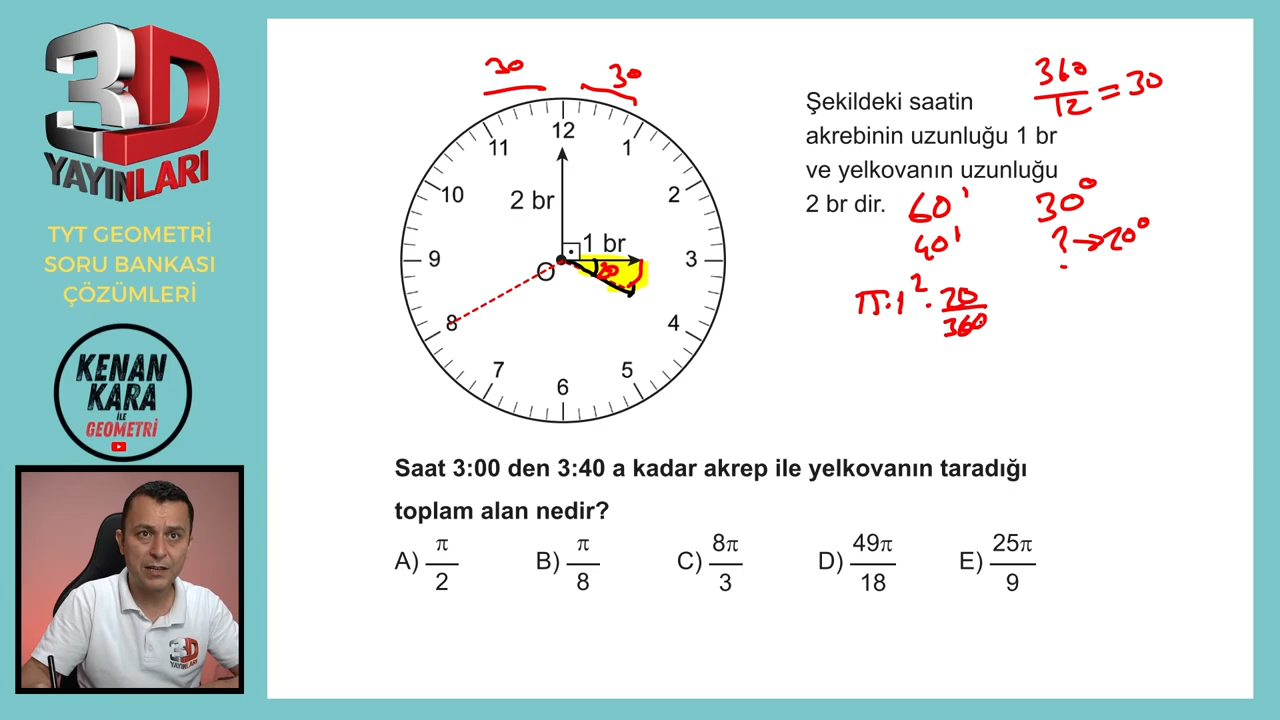 3D
YAYINLARI
TYT GEOMETRİ
SORU BANKASI
ÇÖZÜMLERİ
KENAN
KARA
İLE
GEOMETRİ
3D
YAYINLARI
30
30
12
11
1
10
2
2 br
1 br
9
3
O
20
8
4
7
5
6
Şekildeki saatin
akrebinin uzunluğu 1 br
ve yelkovanın uzunluğu
2 br dir.
360/12 = 30
60' 30°
40' ? → 20°
π·1²·20/360
Saat 3:00 den 3:40 a kadar akrep ile yelkovanın taradığı
toplam alan nedir?
A) π/2 B) π/8 C) 8π/3 D) 49π/18 E) 25π/9